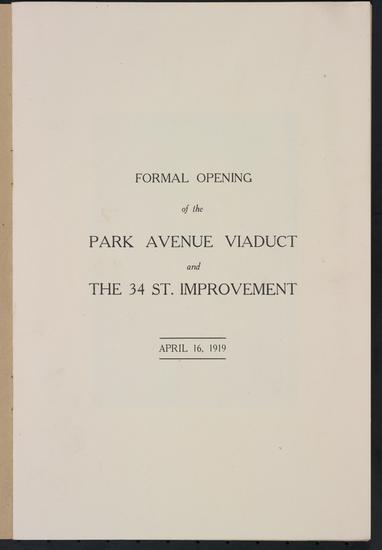 FORMAL OPENING
of the
PARK AVENUE VIADUCT
and
THE 34 ST. IMPROVEMENT
APRIL 16, 1919